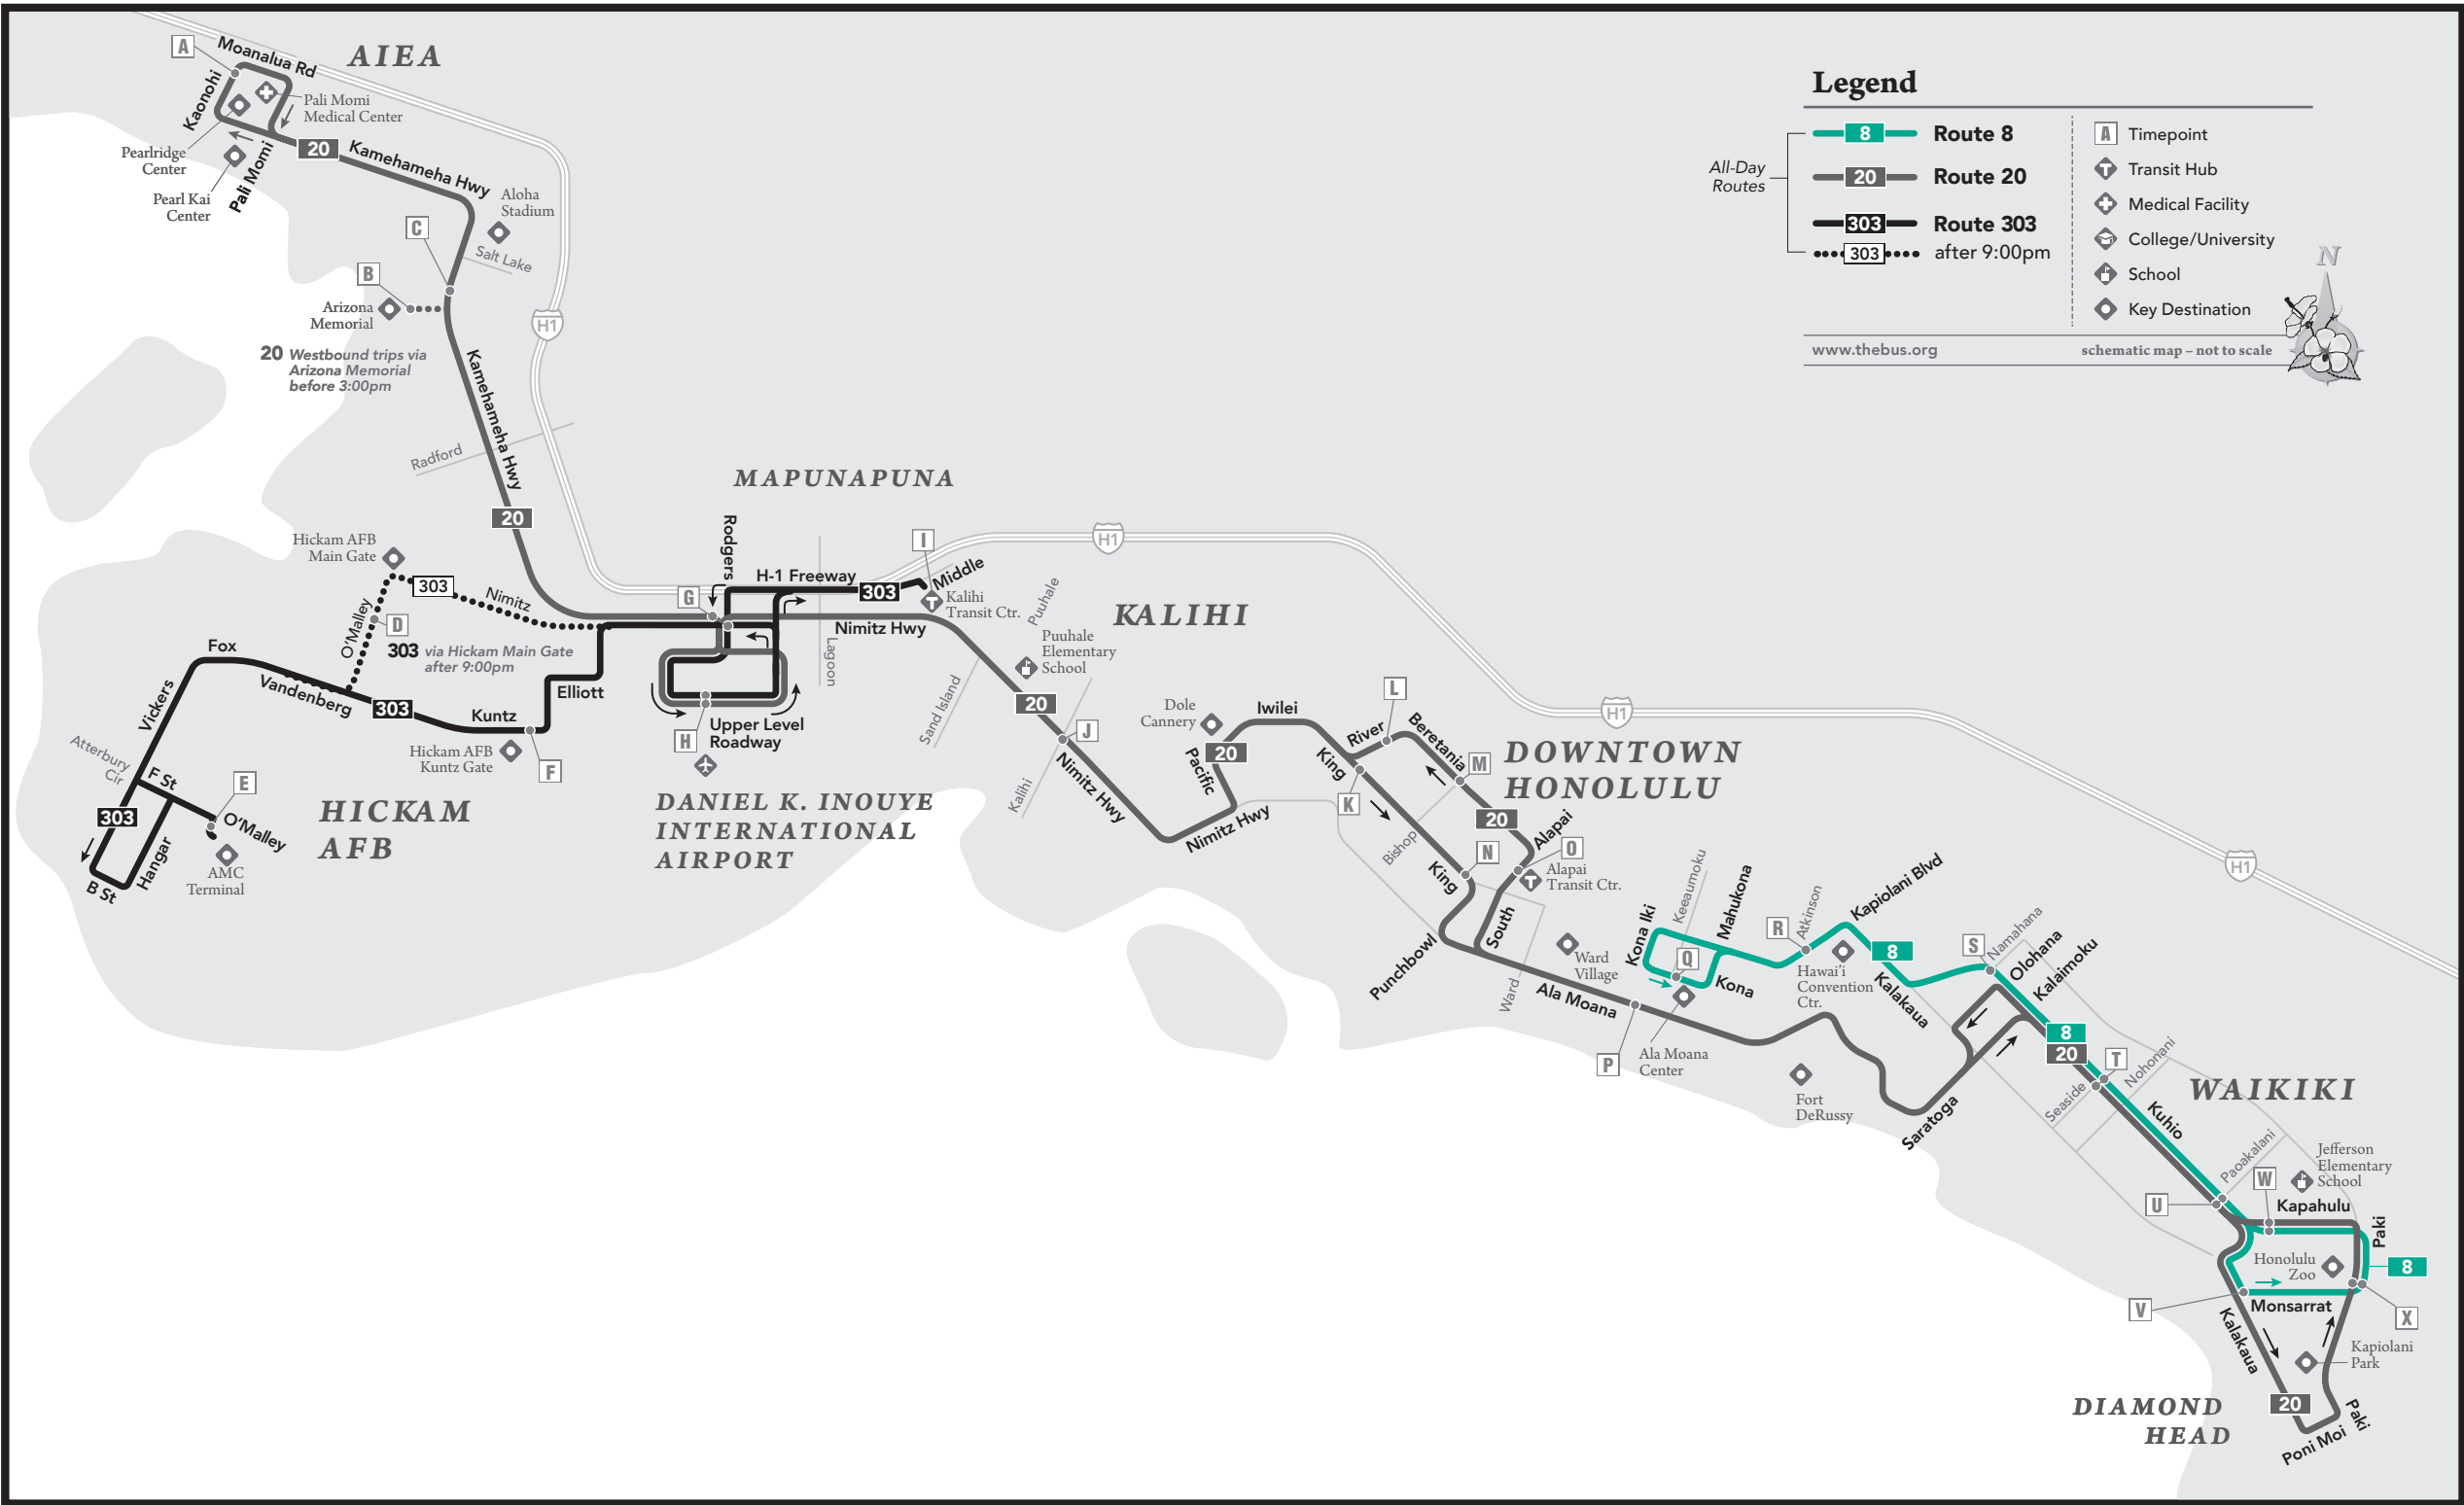 A
Moanalua Rd
AIEA
Kaonohi
Pali Momi
Medical Center
Pearlridge
Center
Pearl Kai
Center
Pali Momi
20
Kamehameha Hwy
Aloha
Stadium
Salt Lake
C
B
Arizona
Memorial
20 Westbound trips via
Arizona Memorial
before 3:00pm
H1
Kamehameha Hwy
Radford
20
Legend
All-Day
Routes
8 Route 8
20 Route 20
303 Route 303
303 after 9:00pm
A Timepoint
T Transit Hub
Medical Facility
College/University
School
Key Destination
N
www.thebus.org
schematic map – not to scale
MAPUNAPUNA
Hickam AFB
Main Gate
303
Nimitz
O'Malley
D
303 via Hickam Main Gate
after 9:00pm
Fox
Vickers
Vandenberg
303
Kuntz
Elliott
Hickam AFB
Kuntz Gate
F
Atterbury
Cir
F St
E
O'Malley
303
Hangar
B St
AMC
Terminal
HICKAM
AFB
Rodgers
G
H-1 Freeway
303
I
Middle
T
Kalihi
Transit Ctr.
Nimitz Hwy
Lagoon
H
Upper Level
Roadway
DANIEL K. INOUYE
INTERNATIONAL
AIRPORT
H1
KALIHI
Puuhale
Puuhale
Elementary
School
Sand Island
20
J
Kalihi
Nimitz Hwy
Nimitz Hwy
Dole
Cannery
Pacific
20
Iwilei
King
River
L
Beretania
K
M
H1
DOWNTOWN
HONOLULU
20
Bishop
King
N
Alapai
O
T
Alapai
Transit Ctr.
South
Punchbowl
Ward
Ward
Village
Ala Moana
P
Kona Iki
Keeaumoku
Mahukona
Q
Kona
Ala Moana
Center
R
Atkinson
Kapiolani Blvd
Hawai'i
Convention
Ctr.
8
Kalakaua
Fort
DeRussy
Saratoga
S
Namahana
Olohana
Kalaimoku
H1
8
20
T
Seaside
Nohonani
WAIKIKI
Kuhio
Paoakalani
U
W
Jefferson
Elementary
School
Kapahulu
Paki
Honolulu
Zoo
8
V
Monsarrat
X
Kalakaua
Kapiolani
Park
20
Paki
Poni Moi
DIAMOND
HEAD